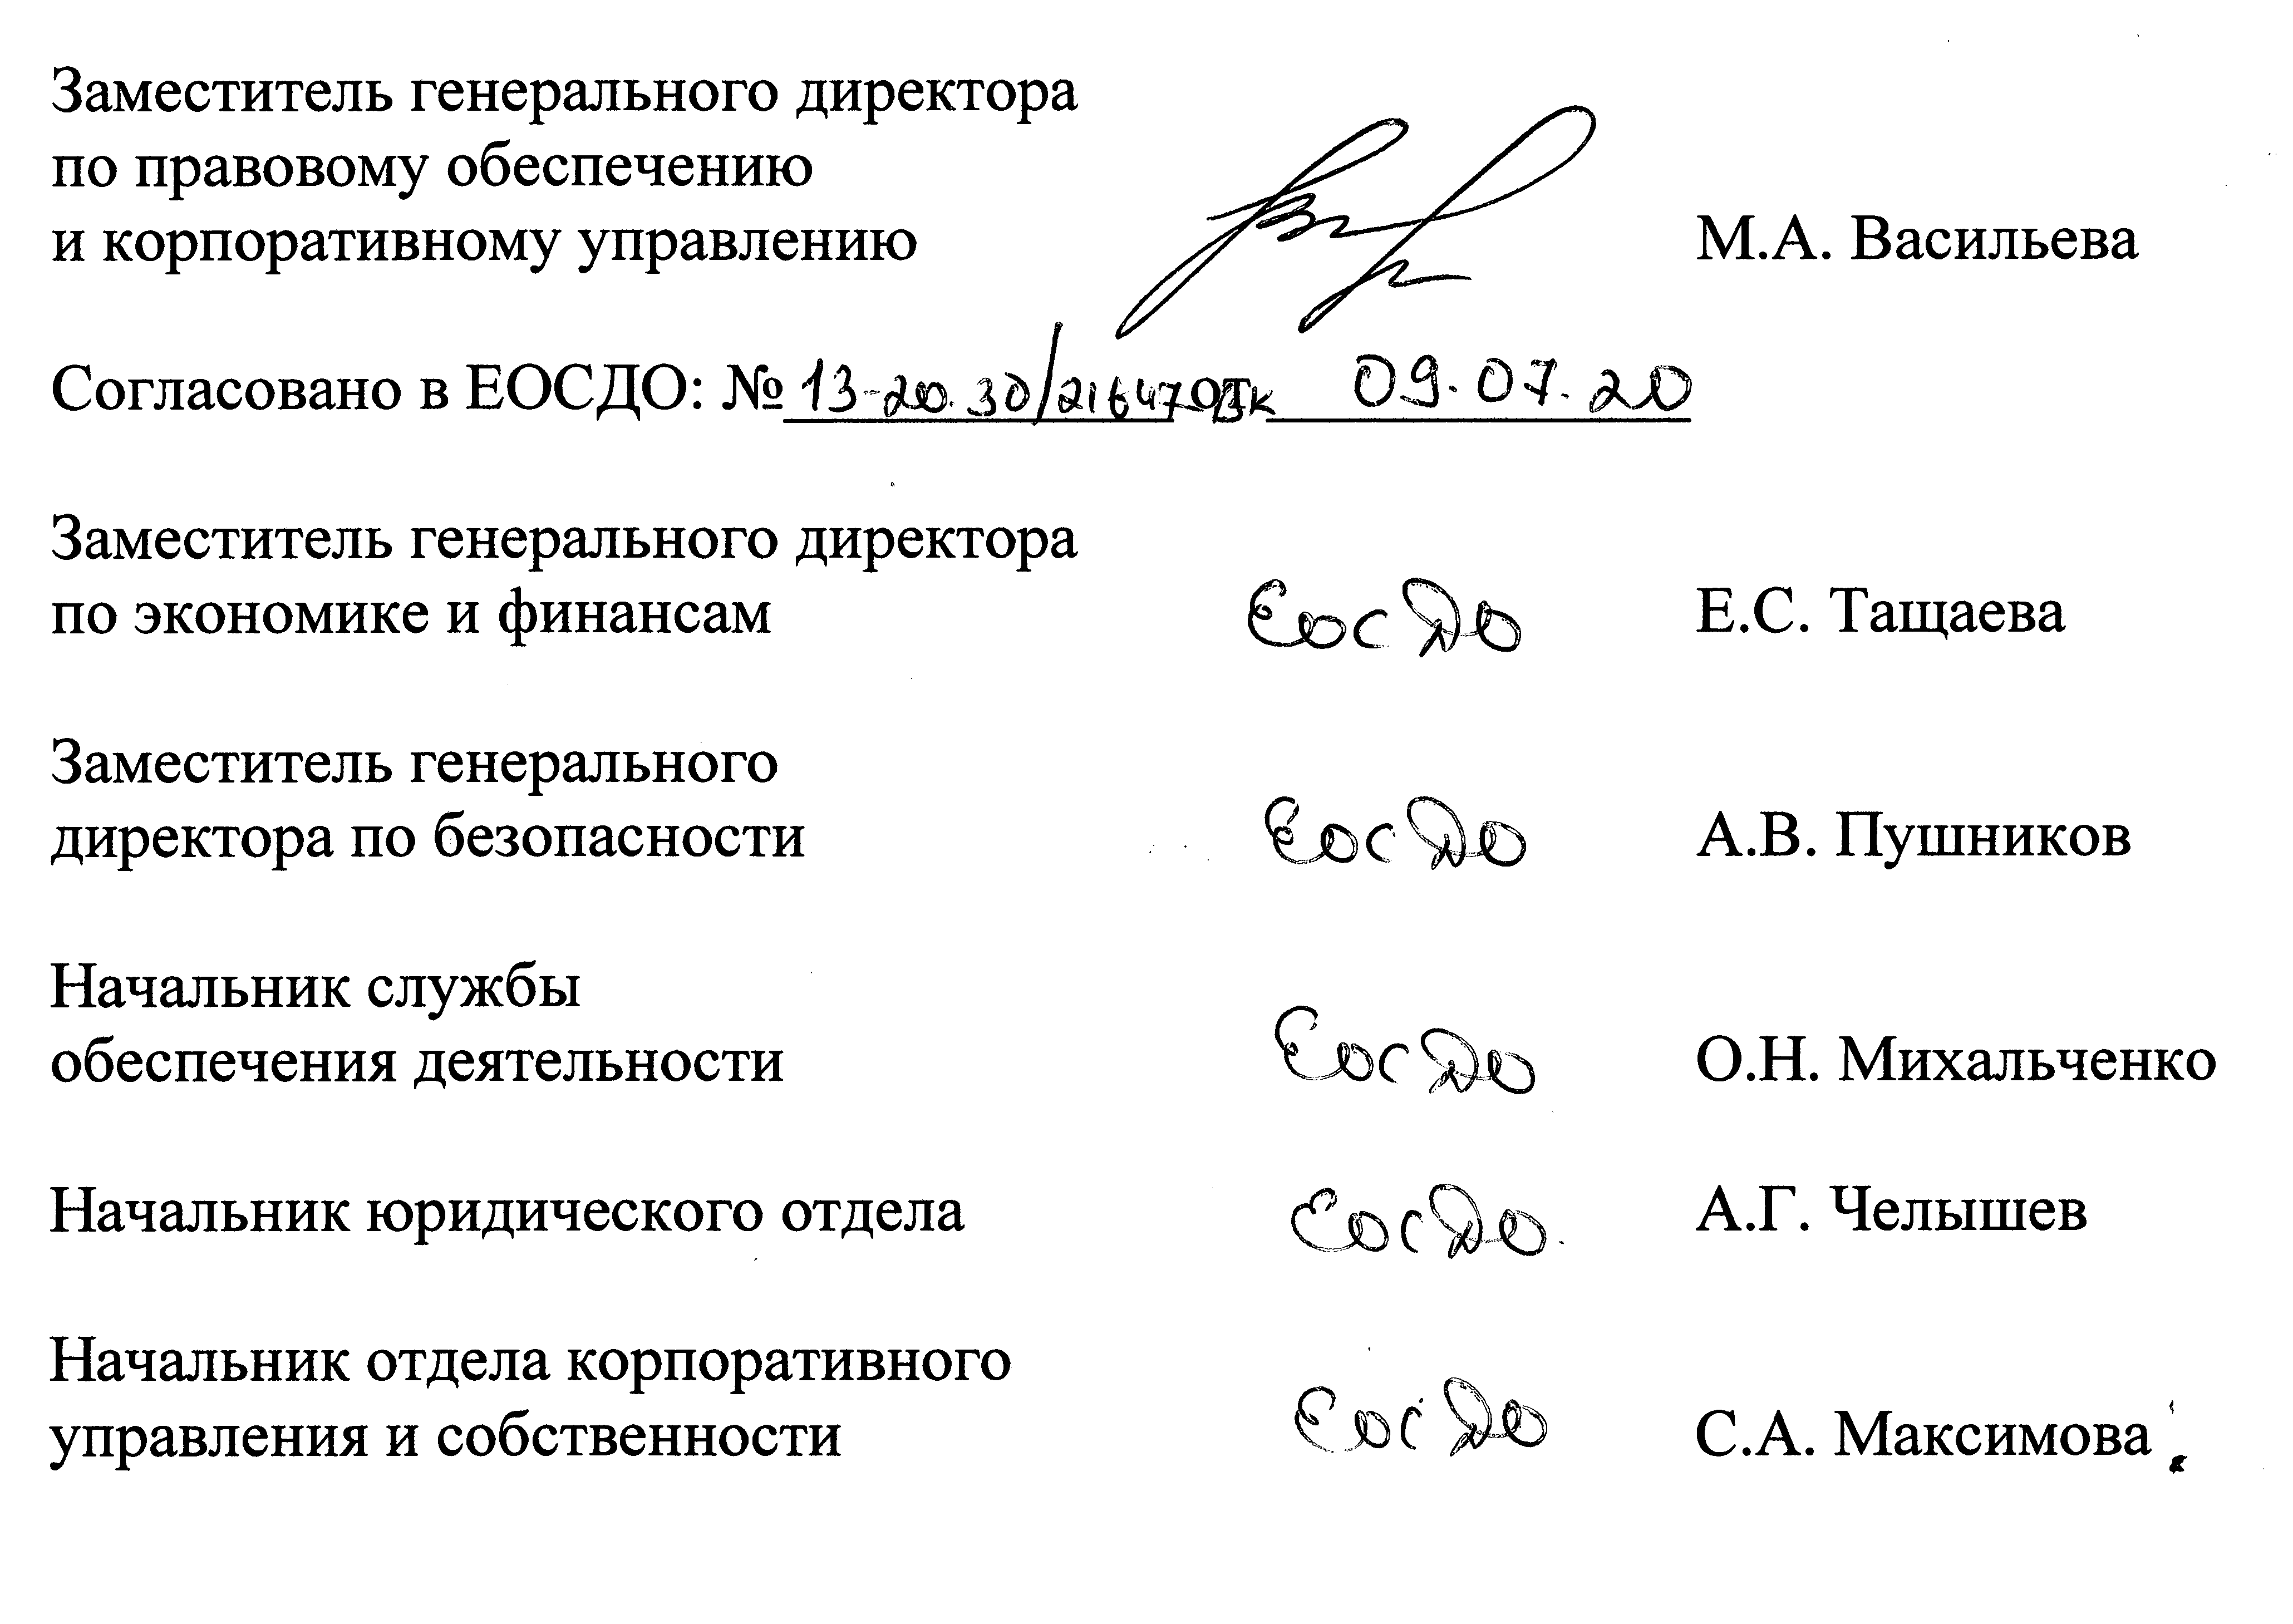 Заместитель генерального директора
по правовому обеспечению
и корпоративному управлению М.А. Васильева
Согласовано в ЕОСДО: № 13-20.30/21647 от 09.07.20
Заместитель генерального директора
по экономике и финансам ЕОСДО Е.С. Тащаева
Заместитель генерального
директора по безопасности ЕОСДО А.В. Пушников
Начальник службы
обеспечения деятельности ЕОСДО О.Н. Михальченко
Начальник юридического отдела ЕОСДО. А.Г. Челышев
Начальник отдела корпоративного
управления и собственности ЕОСДО С.А. Максимова